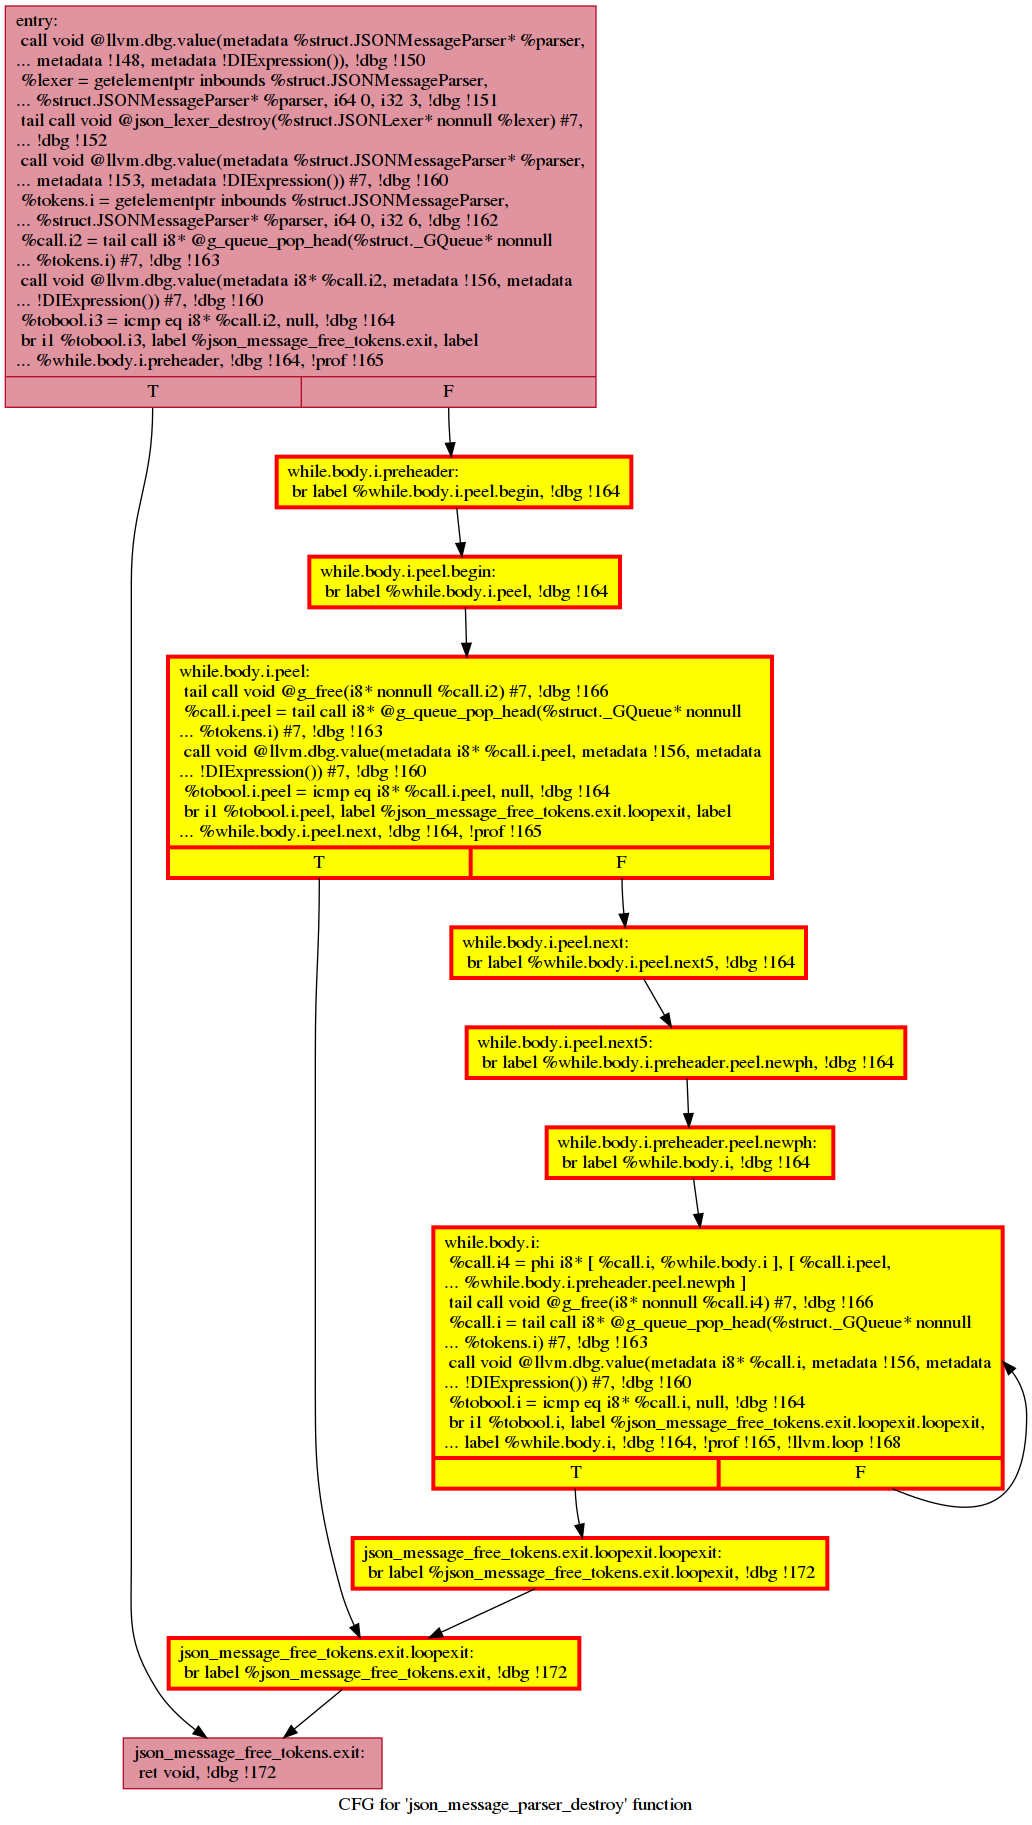 entry:
call void @llvm.dbg.value(metadata %struct.JSONMessageParser* %parser,
... metadata !148, metadata !DIExpression()), !dbg !150
%lexer = getelementptr inbounds %struct.JSONMessageParser,
... %struct.JSONMessageParser* %parser, i64 0, i32 3, !dbg !151
tail call void @json_lexer_destroy(%struct.JSONLexer* nonnull %lexer) #7,
... !dbg !152
call void @llvm.dbg.value(metadata %struct.JSONMessageParser* %parser,
... metadata !153, metadata !DIExpression()) #7, !dbg !160
%tokens.i = getelementptr inbounds %struct.JSONMessageParser,
... %struct.JSONMessageParser* %parser, i64 0, i32 6, !dbg !162
%call.i2 = tail call i8* @g_queue_pop_head(%struct._GQueue* nonnull
... %tokens.i) #7, !dbg !163
call void @llvm.dbg.value(metadata i8* %call.i2, metadata !156, metadata
... !DIExpression()) #7, !dbg !160
%tobool.i3 = icmp eq i8* %call.i2, null, !dbg !164
br i1 %tobool.i3, label %json_message_free_tokens.exit, label
... %while.body.i.preheader, !dbg !164, !prof !165
T F
while.body.i.preheader:
br label %while.body.i.peel.begin, !dbg !164
while.body.i.peel.begin:
br label %while.body.i.peel, !dbg !164
while.body.i.peel:
tail call void @g_free(i8* nonnull %call.i2) #7, !dbg !166
%call.i.peel = tail call i8* @g_queue_pop_head(%struct._GQueue* nonnull
... %tokens.i) #7, !dbg !163
call void @llvm.dbg.value(metadata i8* %call.i.peel, metadata !156, metadata
... !DIExpression()) #7, !dbg !160
%tobool.i.peel = icmp eq i8* %call.i.peel, null, !dbg !164
br i1 %tobool.i.peel, label %json_message_free_tokens.exit.loopexit, label
... %while.body.i.peel.next, !dbg !164, !prof !165
T F
while.body.i.peel.next:
br label %while.body.i.peel.next5, !dbg !164
while.body.i.peel.next5:
br label %while.body.i.preheader.peel.newph, !dbg !164
while.body.i.preheader.peel.newph:
br label %while.body.i, !dbg !164
while.body.i:
%call.i4 = phi i8* [ %call.i, %while.body.i ], [ %call.i.peel,
... %while.body.i.preheader.peel.newph ]
tail call void @g_free(i8* nonnull %call.i4) #7, !dbg !166
%call.i = tail call i8* @g_queue_pop_head(%struct._GQueue* nonnull
... %tokens.i) #7, !dbg !163
call void @llvm.dbg.value(metadata i8* %call.i, metadata !156, metadata
... !DIExpression()) #7, !dbg !160
%tobool.i = icmp eq i8* %call.i, null, !dbg !164
br i1 %tobool.i, label %json_message_free_tokens.exit.loopexit.loopexit,
... label %while.body.i, !dbg !164, !prof !165, !llvm.loop !168
T F
json_message_free_tokens.exit.loopexit.loopexit:
br label %json_message_free_tokens.exit.loopexit, !dbg !172
json_message_free_tokens.exit.loopexit:
br label %json_message_free_tokens.exit, !dbg !172
json_message_free_tokens.exit:
ret void, !dbg !172
CFG for 'json_message_parser_destroy' function